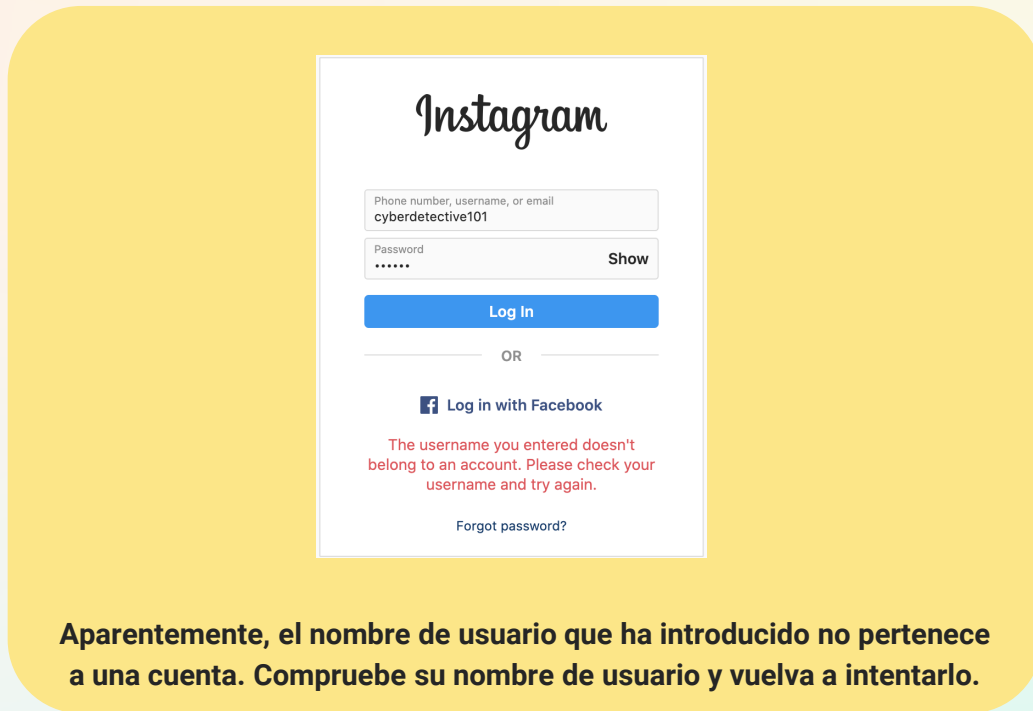 Instagram
Phone number, username, or email
cyberdetective101
Password
••••••
Show
Log In
OR
Log in with Facebook
The username you entered doesn't
belong to an account. Please check your
username and try again.
Forgot password?
Aparentemente, el nombre de usuario que ha introducido no pertenece
a una cuenta. Compruebe su nombre de usuario y vuelva a intentarlo.